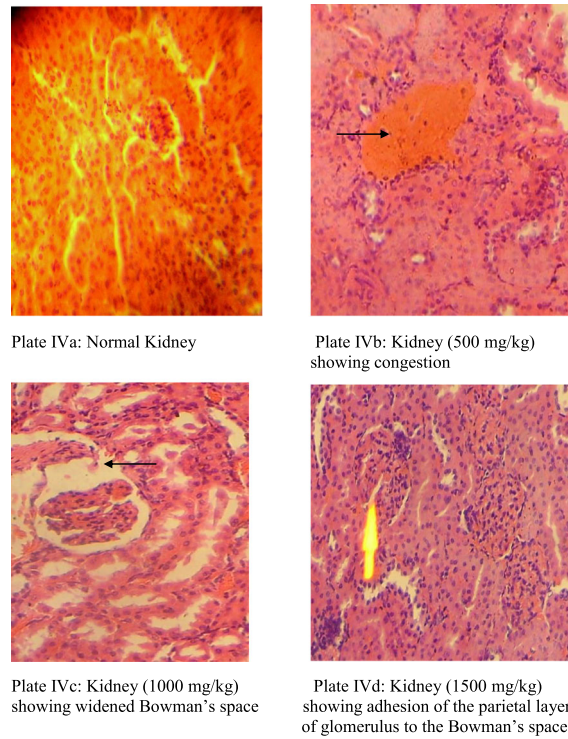 Plate IVa: Normal Kidney
Plate IVb: Kidney (500 mg/kg)
showing congestion
Plate IVc: Kidney (1000 mg/kg)
showing widened Bowman's space
Plate IVd: Kidney (1500 mg/kg)
showing adhesion of the parietal layer
of glomerulus to the Bowman's space